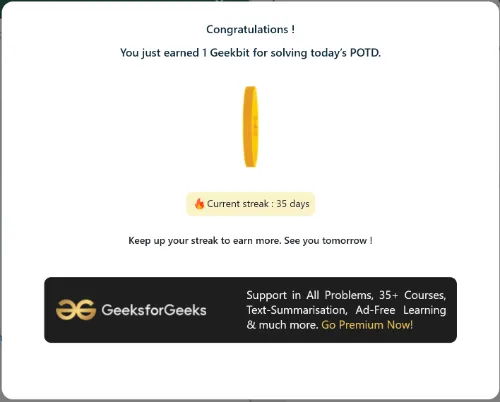 Congratulations !
You just earned 1 Geekbit for solving today's POTD.
🔥 Current streak : 35 days
Keep up your streak to earn more. See you tomorrow !
GeeksforGeeks
Support in All Problems, 35+ Courses,
Text-Summarisation, Ad-Free Learning
& much more. Go Premium Now!